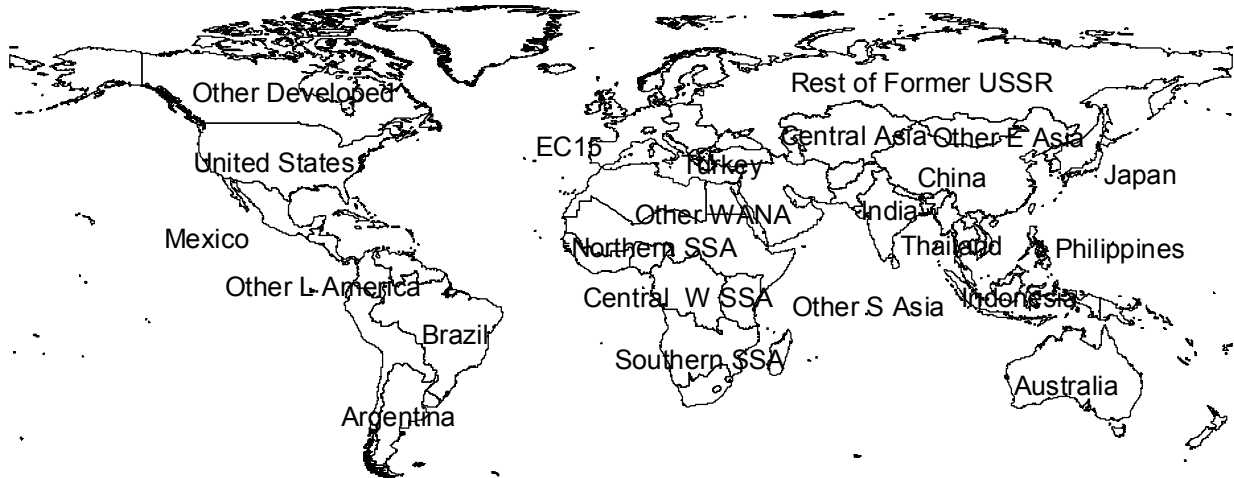 Rest of Former USSR
Other Developed
Central Asia
Other E Asia
EC15
United States
Turkey
China
Japan
Other WANA
India
Mexico
Northern SSA
Thailand
Philippines
Other L America
Central W SSA
Other S Asia
Indonesia
Brazil
Southern SSA
Australia
Argentina